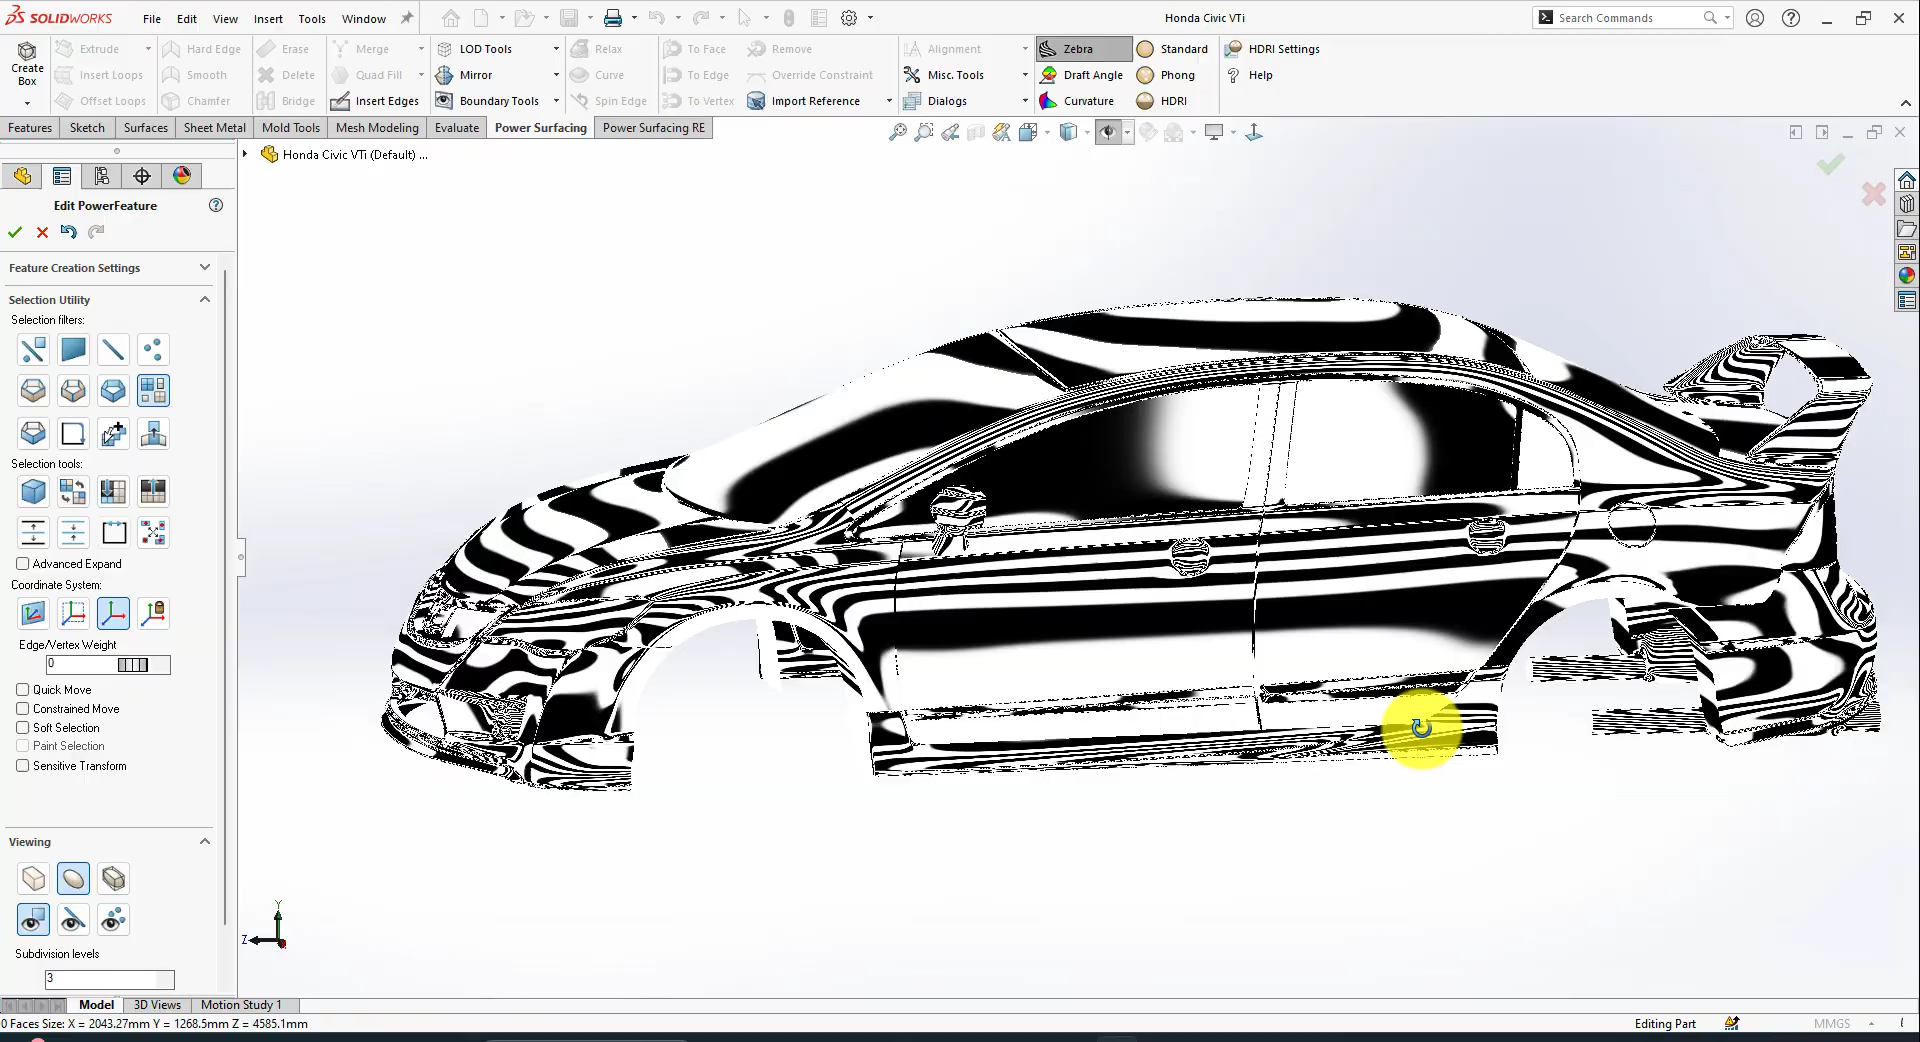 SOLIDWORKS File Edit View Insert Tools Window Honda Civic VTi Search Commands
Create Box
Extrude Hard Edge Erase Merge LOD Tools Relax To Face Remove Alignment Zebra Standard HDRI Settings
Insert Loops Smooth Delete Quad Fill Mirror Curve To Edge Override Constraint Misc. Tools Draft Angle Phong Help
Offset Loops Chamfer Bridge Insert Edges Boundary Tools Spin Edge To Vertex Import Reference Dialogs Curvature HDRI
Features Sketch Surfaces Sheet Metal Mold Tools Mesh Modeling Evaluate Power Surfacing Power Surfacing RE
Honda Civic VTi (Default) ...
Edit PowerFeature
Feature Creation Settings
Selection Utility
Selection filters:
Selection tools:
Advanced Expand
Coordinate System:
Edge/Vertex Weight
0
Quick Move
Constrained Move
Soft Selection
Paint Selection
Sensitive Transform
Viewing
Subdivision levels
3
Y
Z
Model 3D Views Motion Study 1
0 Faces Size: X = 2043.27mm Y = 1268.5mm Z = 4585.1mm Editing Part MMGS